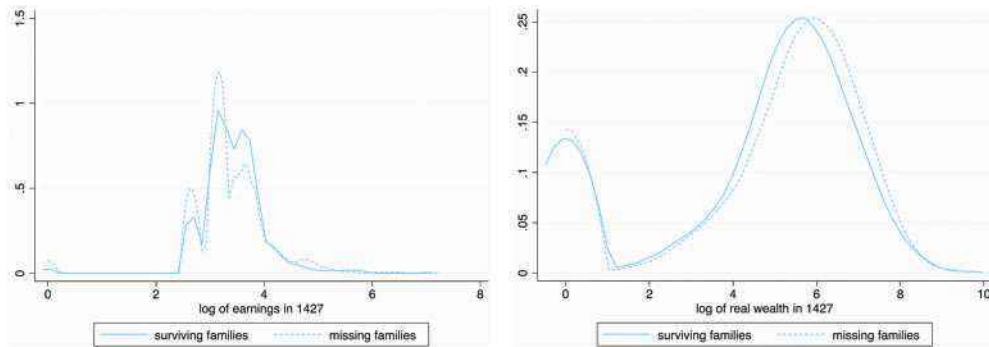 1.5
1
.5
0
0 2 4 6 8
log of earnings in 1427
surviving families missing families
.25
.2
.15
.1
.05
0
0 2 4 6 8 10
log of real wealth in 1427
surviving families missing families